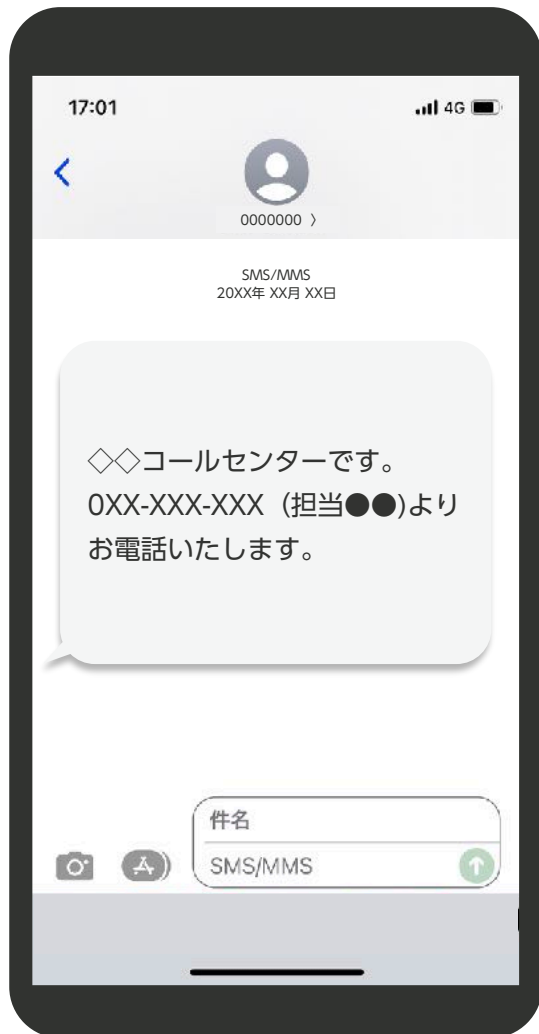 17:01
4G
0000000 〉
SMS/MMS
20XX年 XX月 XX日
◇◇コールセンターです。
0XX-XXX-XXX（担当●●)より
お電話いたします。
件名
SMS/MMS